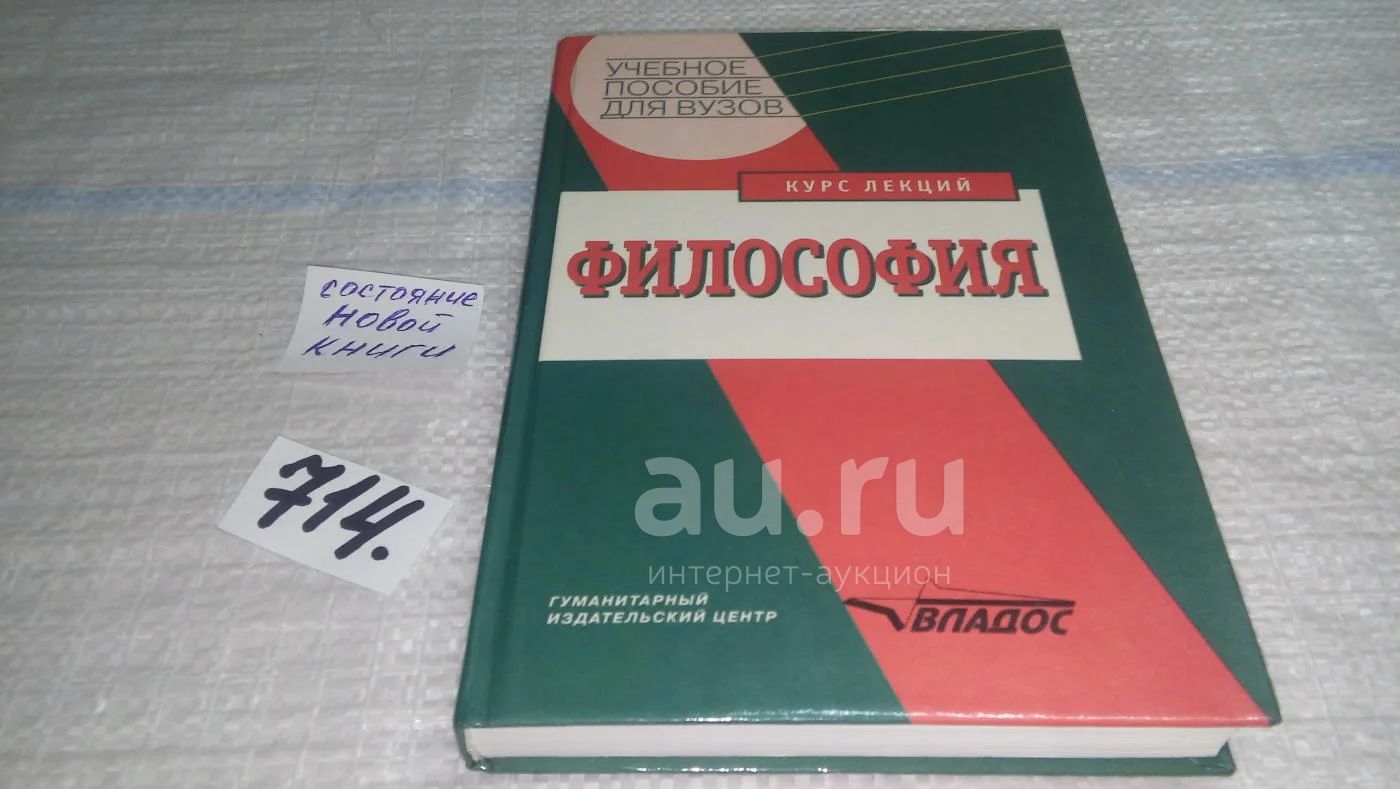 УЧЕБНОЕ
ПОСОБИЕ
ДЛЯ ВУЗОВ
КУРС ЛЕКЦИЙ
ФИЛОСОФИЯ
состояние
новой
книги
714.
au.ru
интернет-аукцион
ГУМАНИТАРНЫЙ
ИЗДАТЕЛЬСКИЙ ЦЕНТР
ВЛАДОС